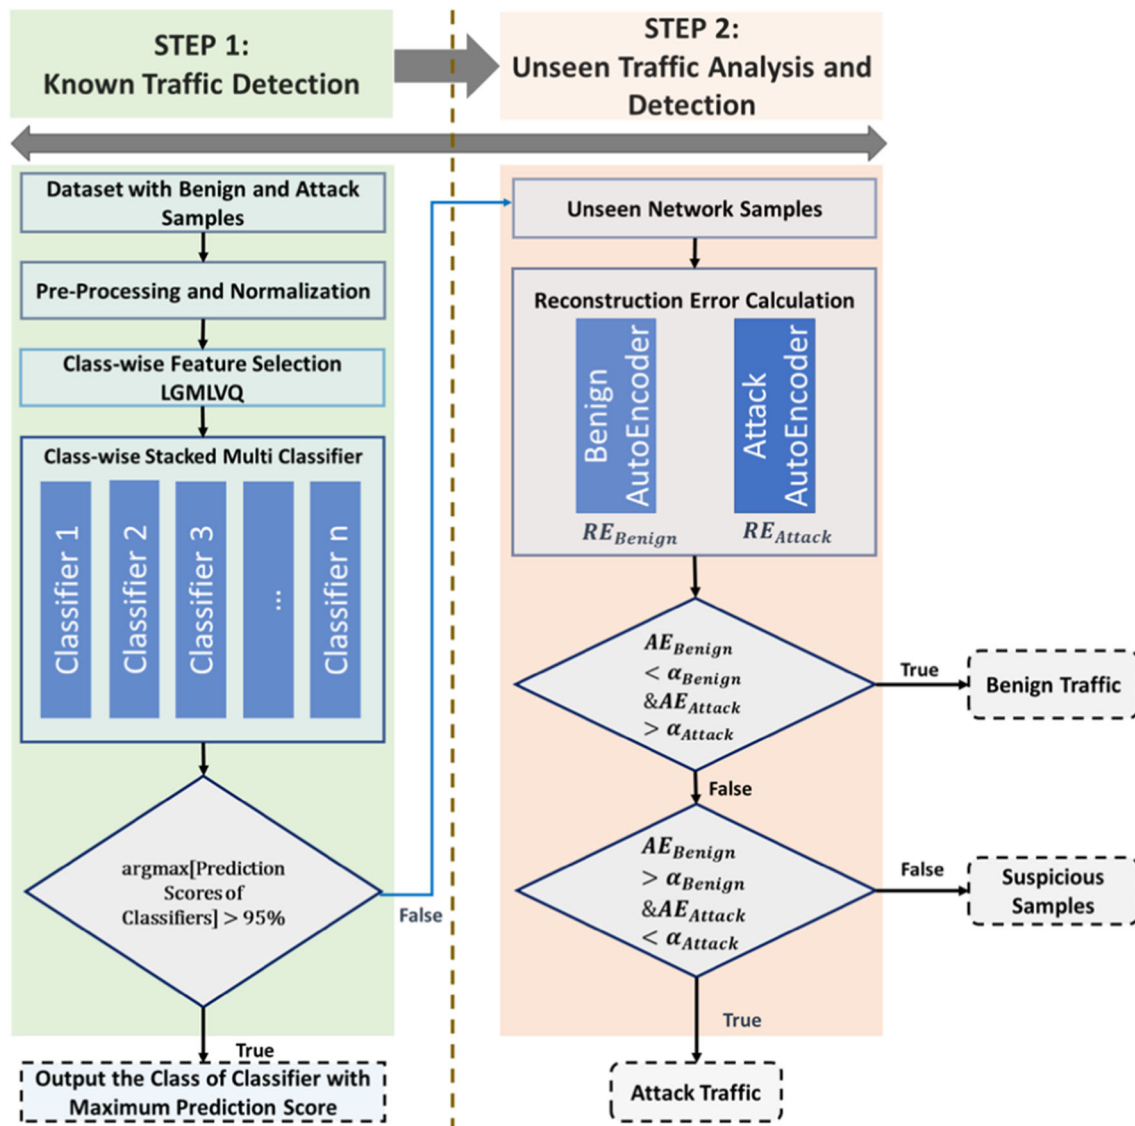 STEP 1:
Known Traffic Detection
STEP 2:
Unseen Traffic Analysis and
Detection
Dataset with Benign and Attack
Samples
Pre-Processing and Normalization
Class-wise Feature Selection
LGMLVQ
Class-wise Stacked Multi Classifier
Classifier 1
Classifier 2
Classifier 3
...
Classifier n
argmax[Prediction
Scores of
Classifiers] > 95%
False
True
Output the Class of Classifier with
Maximum Prediction Score
Unseen Network Samples
Reconstruction Error Calculation
Benign
AutoEncoder
Attack
AutoEncoder
RE_Benign
RE_Attack
AE_Benign
< α_Benign
&AE_Attack
> α_Attack
True
Benign Traffic
False
AE_Benign
> α_Benign
&AE_Attack
< α_Attack
False
Suspicious
Samples
True
Attack Traffic